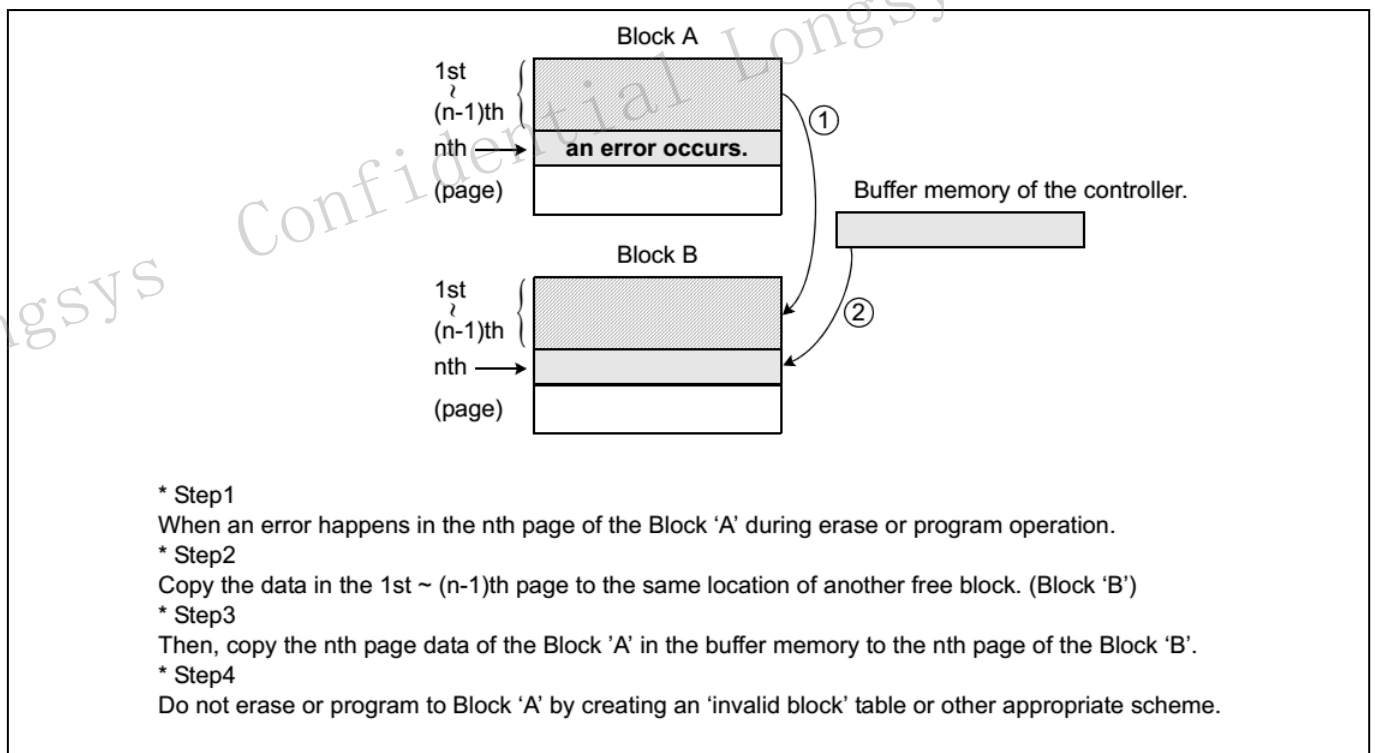 Block A
1st
~
(n-1)th
nth
an error occurs.
(page)
①
Buffer memory of the controller.
Block B
1st
~
(n-1)th
nth
(page)
②
* Step1
When an error happens in the nth page of the Block ‘A’ during erase or program operation.
* Step2
Copy the data in the 1st ~ (n-1)th page to the same location of another free block. (Block ‘B’)
* Step3
Then, copy the nth page data of the Block ’A’ in the buffer memory to the nth page of the Block ‘B’.
* Step4
Do not erase or program to Block ‘A’ by creating an ‘invalid block’ table or other appropriate scheme.
ngsys Confidential Longsy